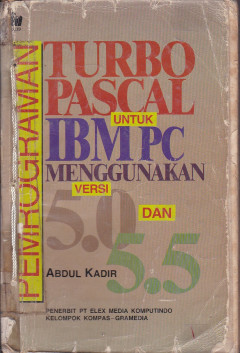 PEMROGRAMAN
TURBO
PASCAL
UNTUK
IBM PC
MENGGUNAKAN
VERSI
5.0
DAN
5.5
ABDUL KADIR
PENERBIT PT ELEX MEDIA KOMPUTINDO
KELOMPOK KOMPAS-GRAMEDIA